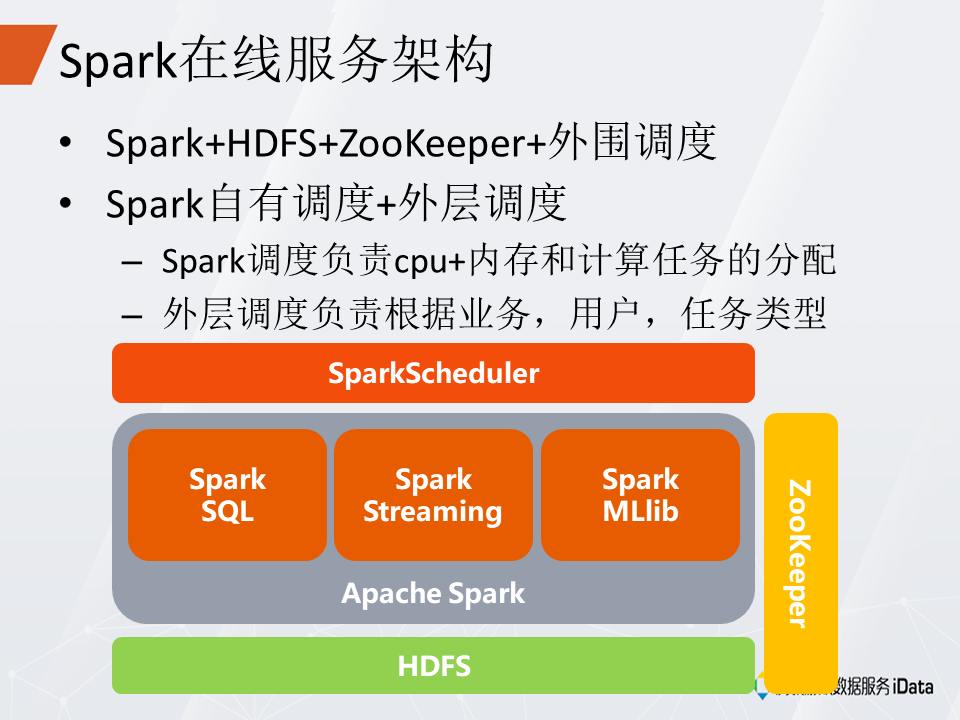 Spark在线服务架构
• Spark+HDFS+ZooKeeper+外围调度
• Spark自有调度+外层调度
– Spark调度负责cpu+内存和计算任务的分配
– 外层调度负责根据业务，用户，任务类型
SparkScheduler
Spark
SQL
Spark
Streaming
Spark
MLlib
Apache Spark
ZooKeeper
HDFS
数据服务 iData